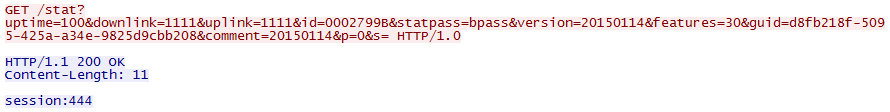 GET /stat?
uptime=100&downlink=1111&uplink=1111&id=0002799B&statpass=bpass&version=20150114&features=30&guid=d8fb218f-509
5-425a-a34e-9825d9cbb208&comment=20150114&p=0&s= HTTP/1.0
HTTP/1.1 200 OK
Content-Length: 11
session:444